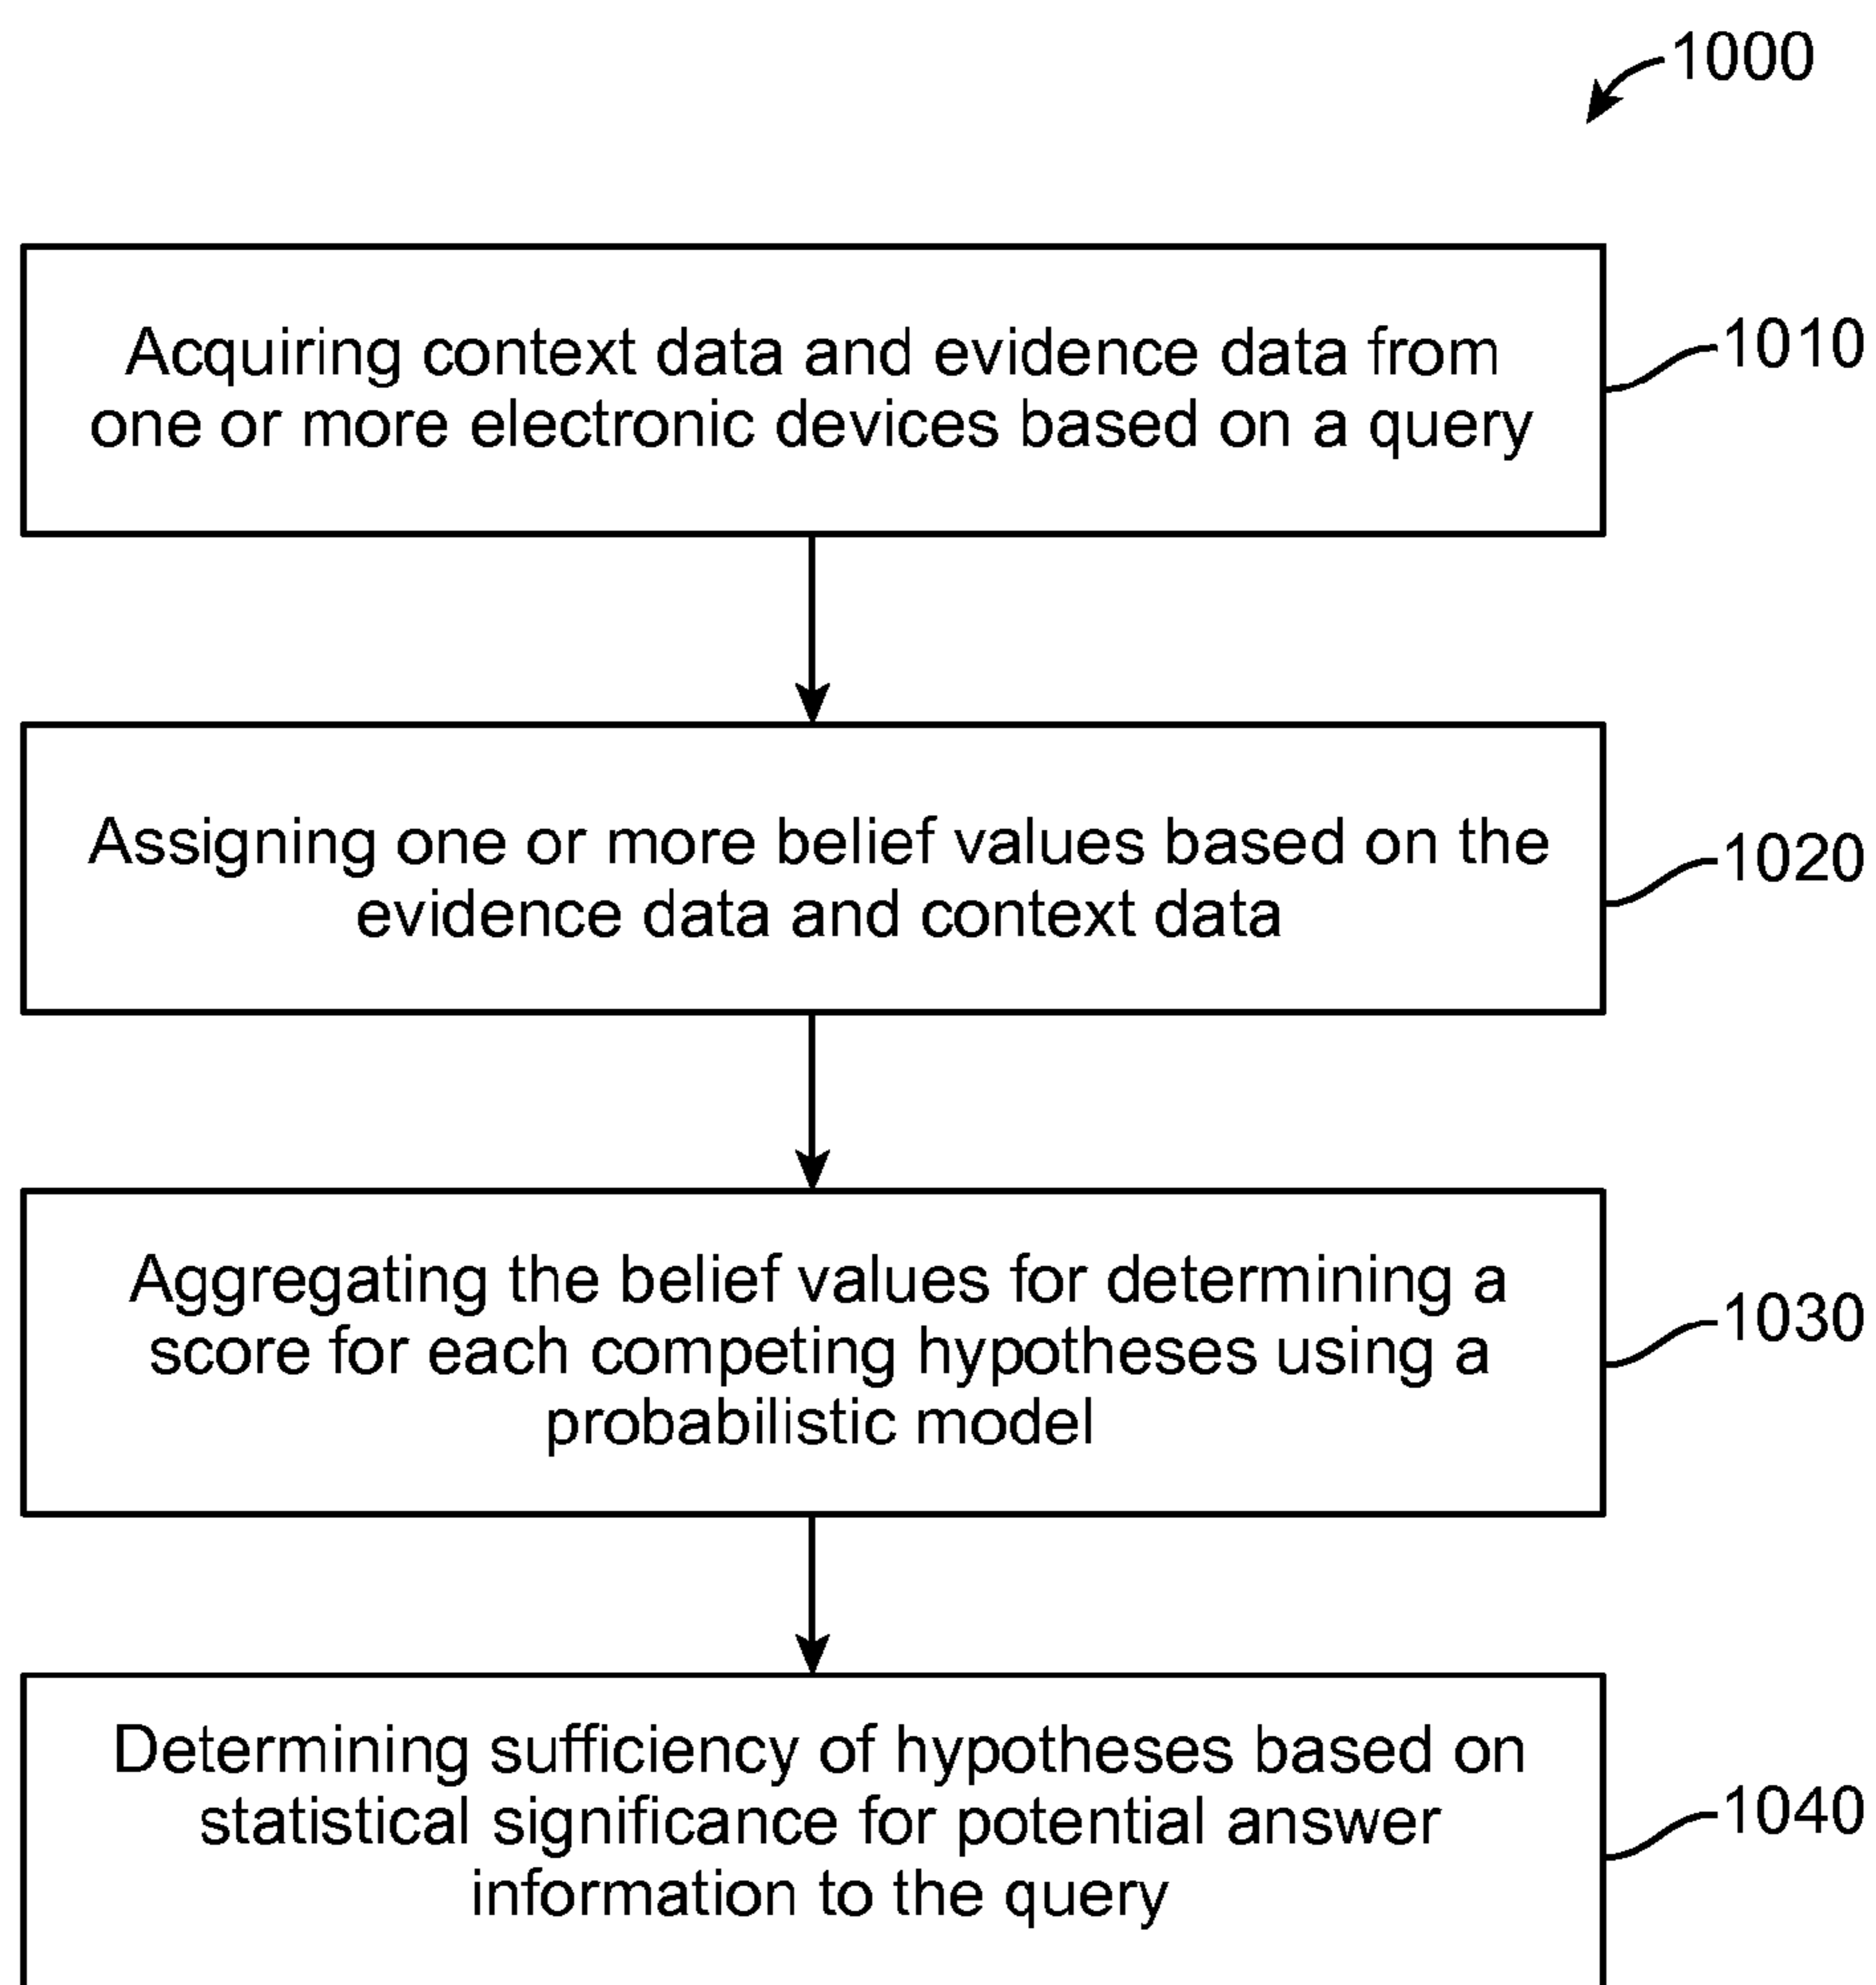 1000
Acquiring context data and evidence data from
one or more electronic devices based on a query
1010
Assigning one or more belief values based on the
evidence data and context data
1020
Aggregating the belief values for determining a
score for each competing hypotheses using a
probabilistic model
1030
Determining sufficiency of hypotheses based on
statistical significance for potential answer
information to the query
1040